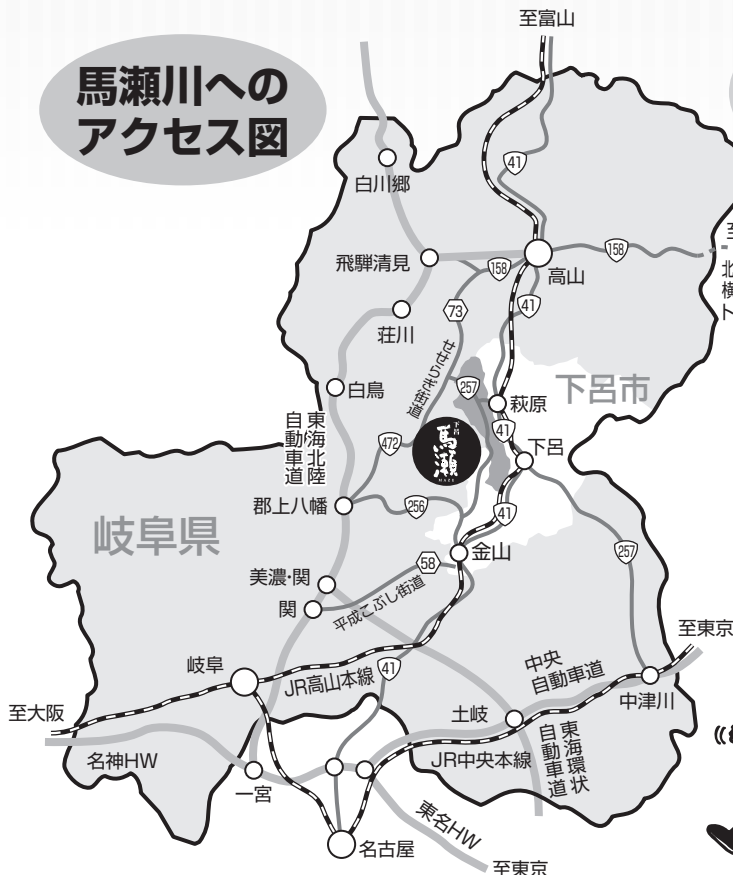 馬瀬川への
アクセス図
至富山
41
白川郷
飛騨清見
158
高山
158
至
北
横
ト
荘川
73
41
せせらぎ街道
白鳥
257
萩原
下呂市
東海北陸
自動車道
472
下呂
馬瀬
MAZE
41
下呂
郡上八幡
256
41
岐阜県
金山
257
美濃・関
58
関
平成こぶし街道
至東京
岐阜
JR高山本線
41
中央
自動車道
中津川
至大阪
土岐
名神HW
JR中央本線
東海環状
自動車道
一宮
東名HW
名古屋
至東京